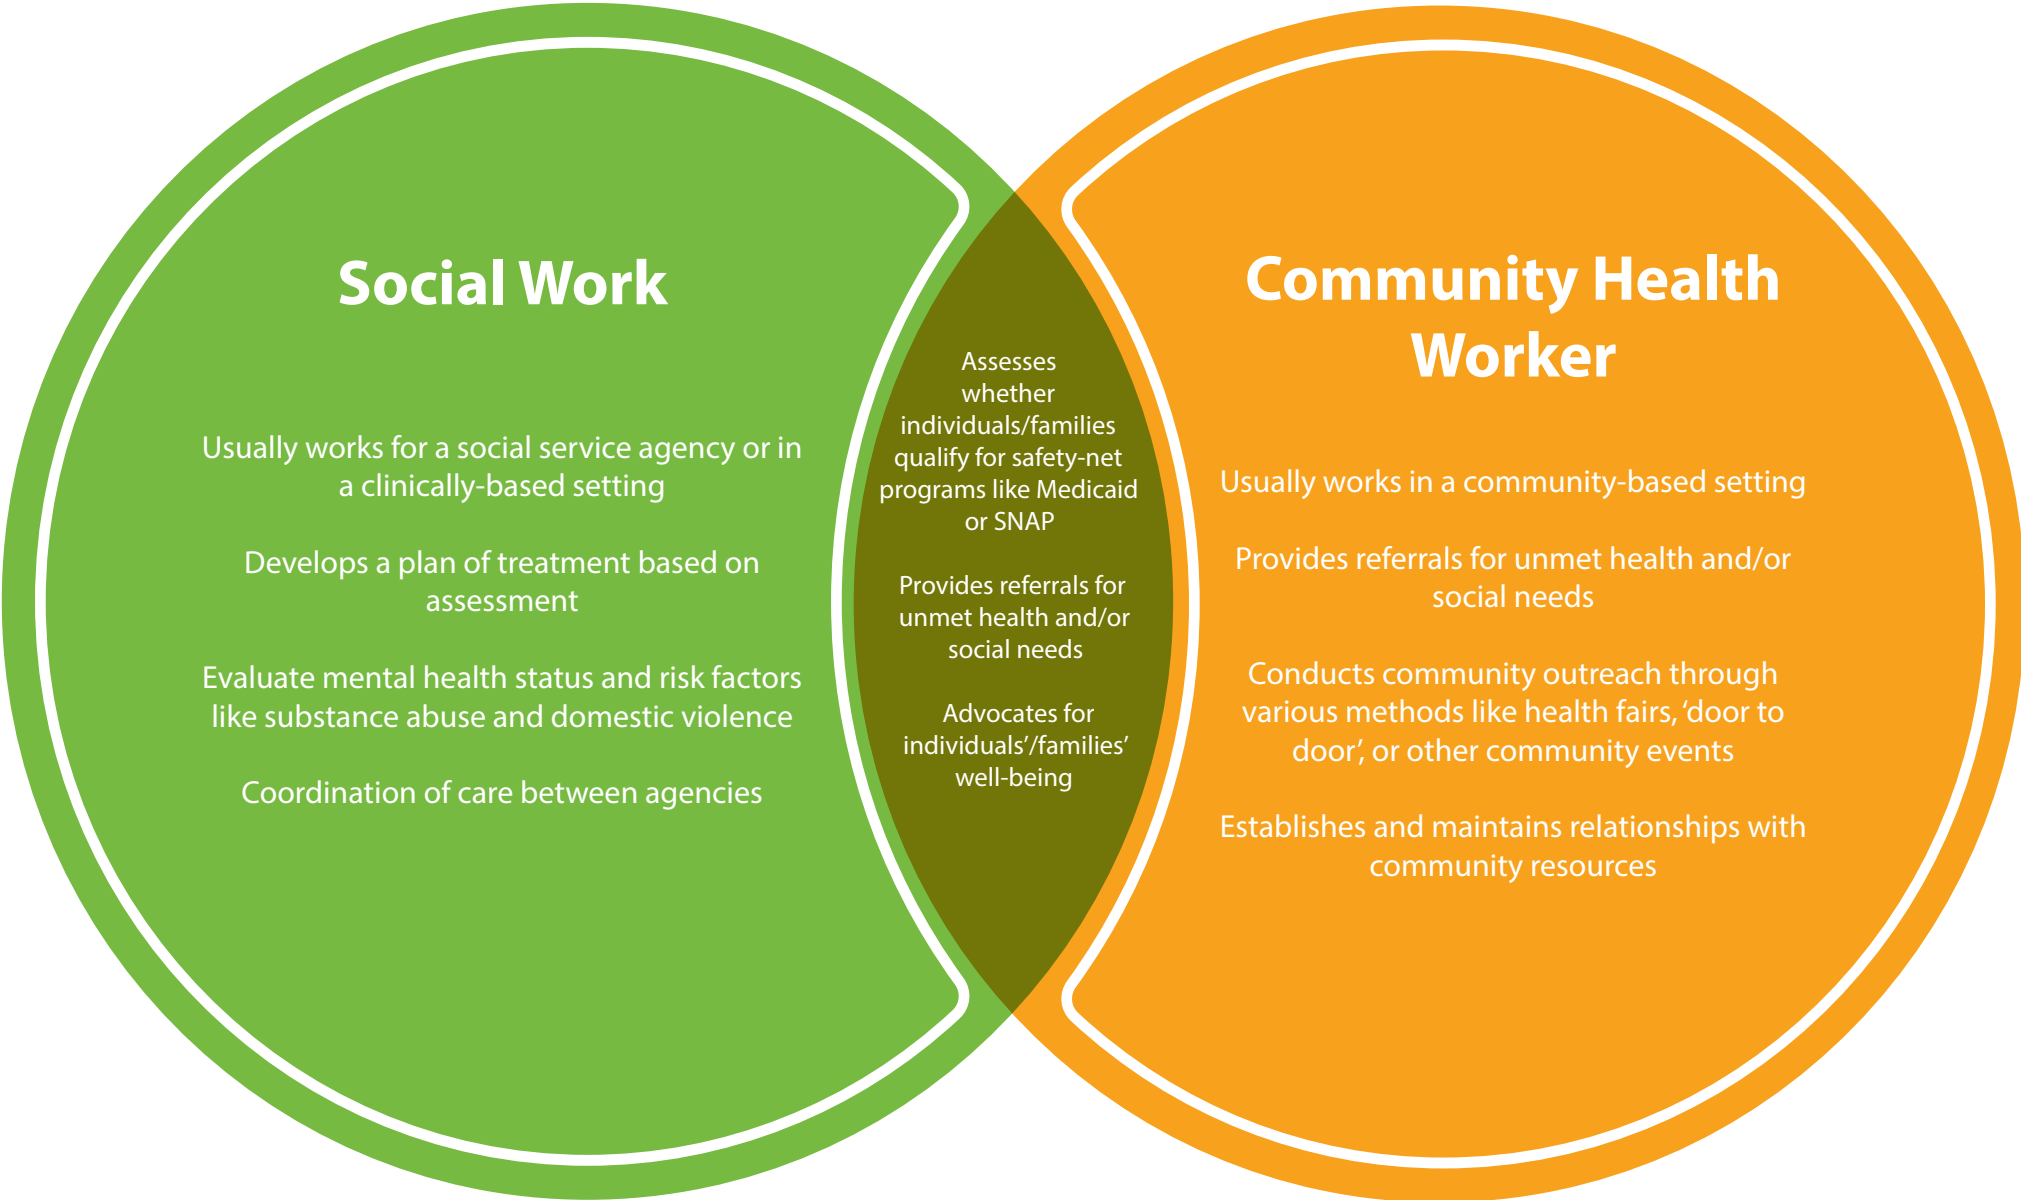 Social Work
Usually works for a social service agency or in
a clinically-based setting
Develops a plan of treatment based on
assessment
Evaluate mental health status and risk factors
like substance abuse and domestic violence
Coordination of care between agencies
Assesses
whether
individuals/families
qualify for safety-net
programs like Medicaid
or SNAP
Provides referrals for
unmet health and/or
social needs
Advocates for
individuals’/families’
well-being
Community Health
Worker
Usually works in a community-based setting
Provides referrals for unmet health and/or
social needs
Conducts community outreach through
various methods like health fairs, ‘door to
door’, or other community events
Establishes and maintains relationships with
community resources